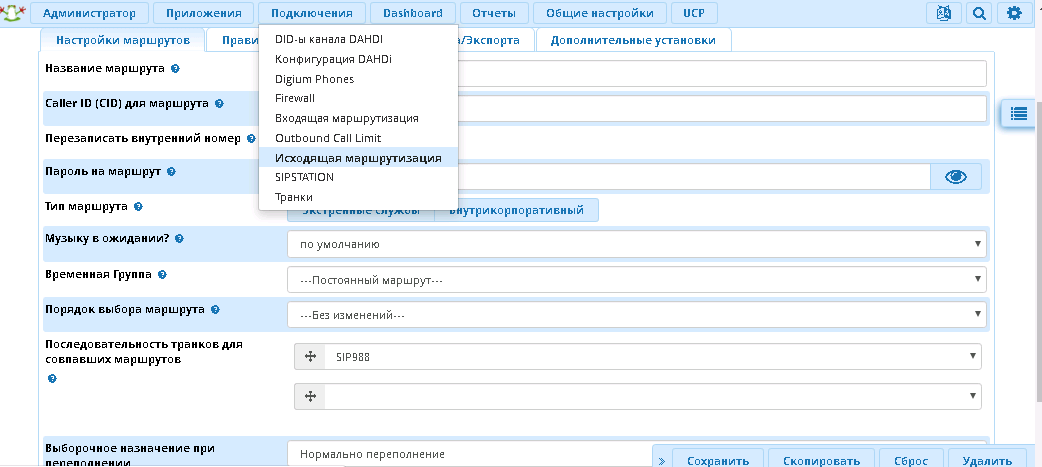 Администратор Приложения Подключения Dashboard Отчеты Общие настройки UCP
Настройки маршрутов Прави а/Экспорта Дополнительные установки
DID-ы канала DAHDI
Конфигурация DAHDi
Digium Phones
Firewall
Входящая маршрутизация
Outbound Call Limit
Исходящая маршрутизация
SIPSTATION
Транки
Название маршрута
Caller ID (CID) для маршрута
Перезаписать внутренний номер
Пароль на маршрут
Тип маршрута Экстренные службы Внутрикорпоративный
Музыку в ожидании? по умолчанию
Временная Группа ---Постоянный маршрут---
Порядок выбора маршрута ---Без изменений---
Последовательность транков для
совпавших маршрутов
SIP988
Выборочное назначение при
переполнении
Нормально переполнение
» Сохранить Скопировать Сброс Удалить